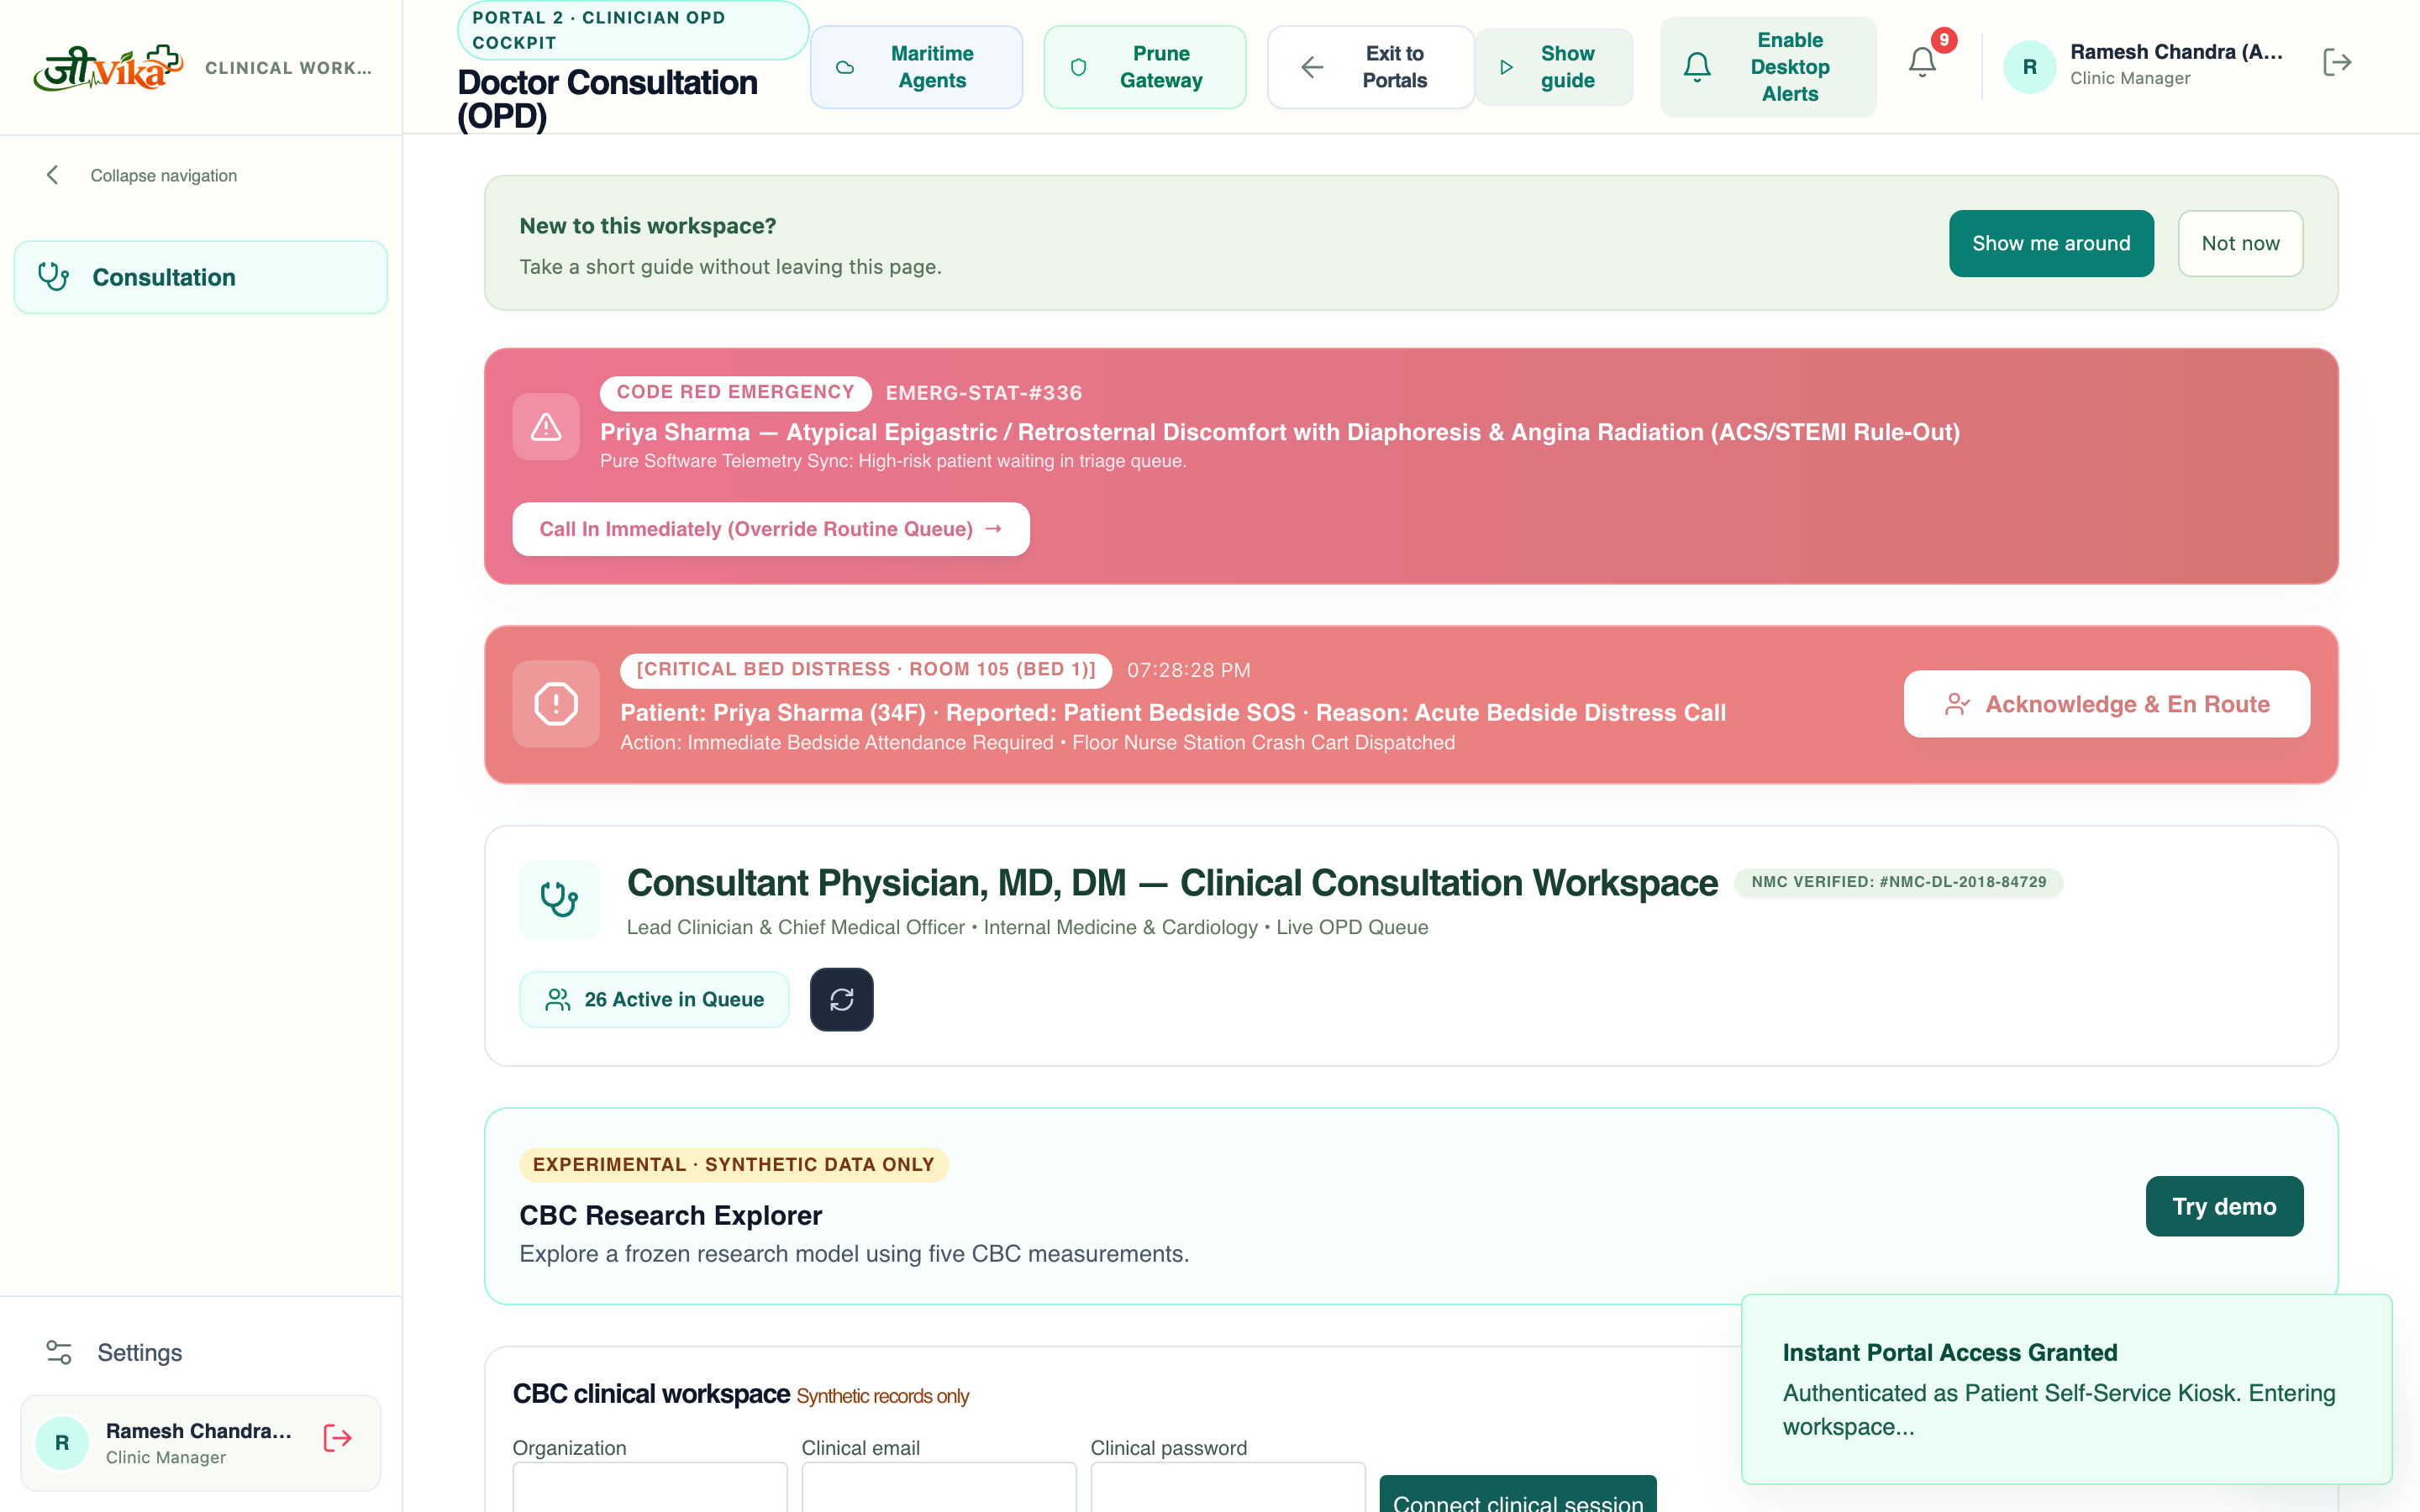 जीVika
CLINICAL WORK...
Collapse navigation
Consultation
Settings
R
Ramesh Chandra...
Clinic Manager
PORTAL 2 · CLINICIAN OPD
COCKPIT
Doctor Consultation
(OPD)
Maritime
Agents
Prune
Gateway
Exit to
Portals
Show
guide
Enable
Desktop
Alerts
9
R
Ramesh Chandra (A...
Clinic Manager
New to this workspace?
Take a short guide without leaving this page.
Show me around
Not now
CODE RED EMERGENCY EMERG-STAT-#336
Priya Sharma — Atypical Epigastric / Retrosternal Discomfort with Diaphoresis & Angina Radiation (ACS/STEMI Rule-Out)
Pure Software Telemetry Sync: High-risk patient waiting in triage queue.
Call In Immediately (Override Routine Queue) →
[CRITICAL BED DISTRESS · ROOM 105 (BED 1)] 07:28:28 PM
Patient: Priya Sharma (34F) · Reported: Patient Bedside SOS · Reason: Acute Bedside Distress Call
Action: Immediate Bedside Attendance Required • Floor Nurse Station Crash Cart Dispatched
Acknowledge & En Route
Consultant Physician, MD, DM — Clinical Consultation Workspace NMC VERIFIED: #NMC-DL-2018-84729
Lead Clinician & Chief Medical Officer • Internal Medicine & Cardiology • Live OPD Queue
26 Active in Queue
EXPERIMENTAL · SYNTHETIC DATA ONLY
CBC Research Explorer
Explore a frozen research model using five CBC measurements.
Try demo
CBC clinical workspace Synthetic records only
Organization
Clinical email
Clinical password
Connect clinical session
Instant Portal Access Granted
Authenticated as Patient Self-Service Kiosk. Entering
workspace...